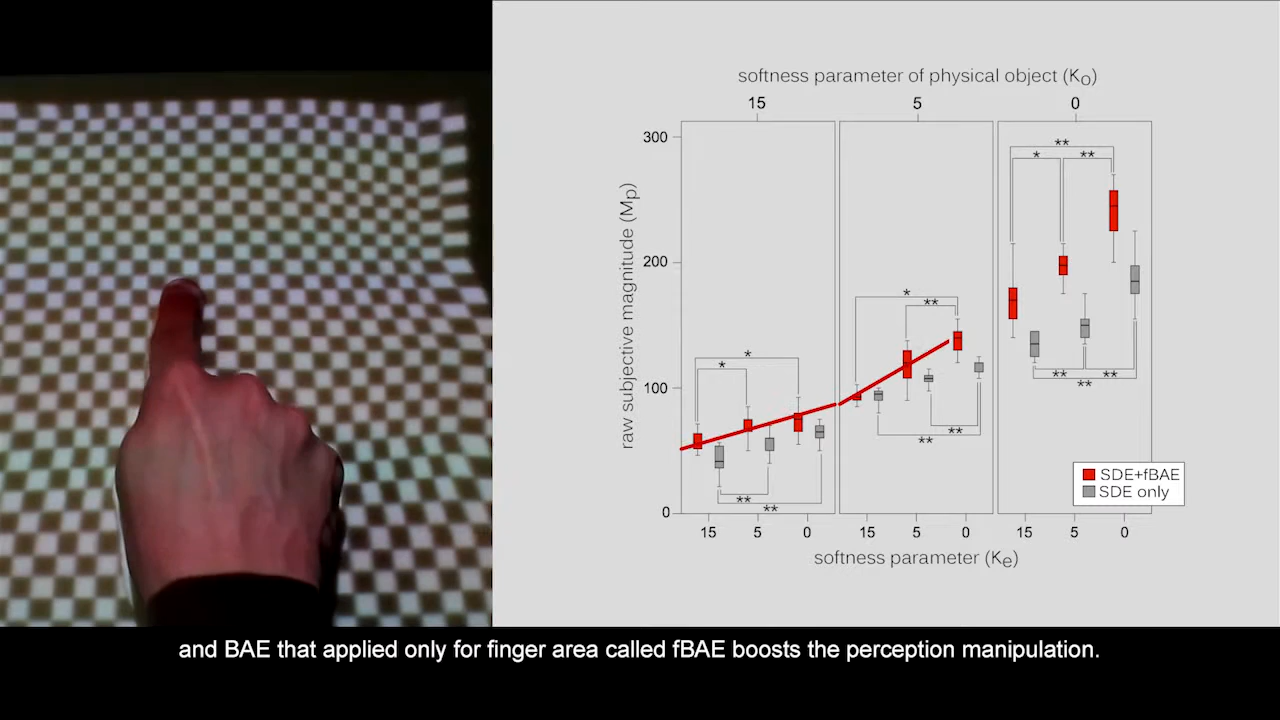 softness parameter of physical object (Ko)
15 5 0
300
200
100
0
raw subjective magnitude (Mp)
** * **
* **
* *
** ** **
** **
** **
SDE+fBAE
SDE only
15 5 0 15 5 0 15 5 0
softness parameter (Ke)
and BAE that applied only for finger area called fBAE boosts the perception manipulation.